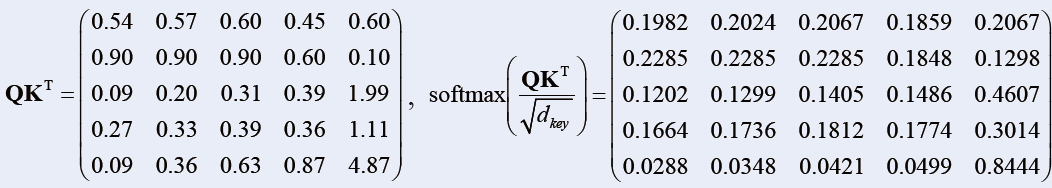 0.54 0.57 0.60 0.45 0.60 0.1982 0.2024 0.2067 0.1859 0.2067
0.90 0.90 0.90 0.60 0.10 0.2285 0.2285 0.2285 0.1848 0.1298
QKᵀ = 0.09 0.20 0.31 0.39 1.99 , softmax(QKᵀ/√d_key) = 0.1202 0.1299 0.1405 0.1486 0.4607
0.27 0.33 0.39 0.36 1.11 0.1664 0.1736 0.1812 0.1774 0.3014
0.09 0.36 0.63 0.87 4.87 0.0288 0.0348 0.0421 0.0499 0.8444